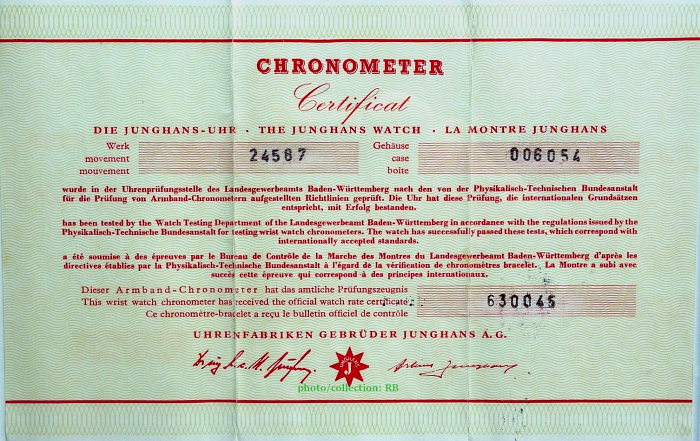 CHRONOMETER
Certificat
DIE JUNGHANS-UHR · THE JUNGHANS WATCH · LA MONTRE JUNGHANS
Werk 24587 Gehäuse 006054
movement case
mouvement boîte
wurde in der Uhrenprüfungsstelle des Landesgewerbeamts Baden-Württemberg nach den von der Physikalisch-Technischen Bundesanstalt
für die Prüfung von Armband-Chronometern aufgestellten Richtlinien geprüft. Die Uhr hat diese Prüfung, die internationalen Grundsätzen
entspricht, mit Erfolg bestanden.
has been tested by the Watch Testing Department of the Landesgewerbeamt Baden-Württemberg in accordance with the regulations issued by the
Physikalisch-Technische Bundesanstalt for testing wrist watch chronometers. The watch has successfully passed these tests, which correspond with
internationally accepted standards.
a été soumise à des épreuves par le Bureau de Contrôle de la Marche des Montres du Landesgewerbeamt Baden-Württemberg d'après les
directives établies par la Physikalisch-Technische Bundesanstalt à l'égard de la vérification de chronomètres bracelet. La Montre a subi avec
succès cette épreuve qui correspond à des principes internationaux.
Dieser Armband-Chronometer hat das amtliche Prüfungszeugnis
This wrist watch chronometer has received the official watch rate certificate 630045
Ce chronomètre-bracelet a reçu le bulletin officiel de contrôle
UHRENFABRIKEN GEBRÜDER JUNGHANS A.G.
J
photo/collection: RB